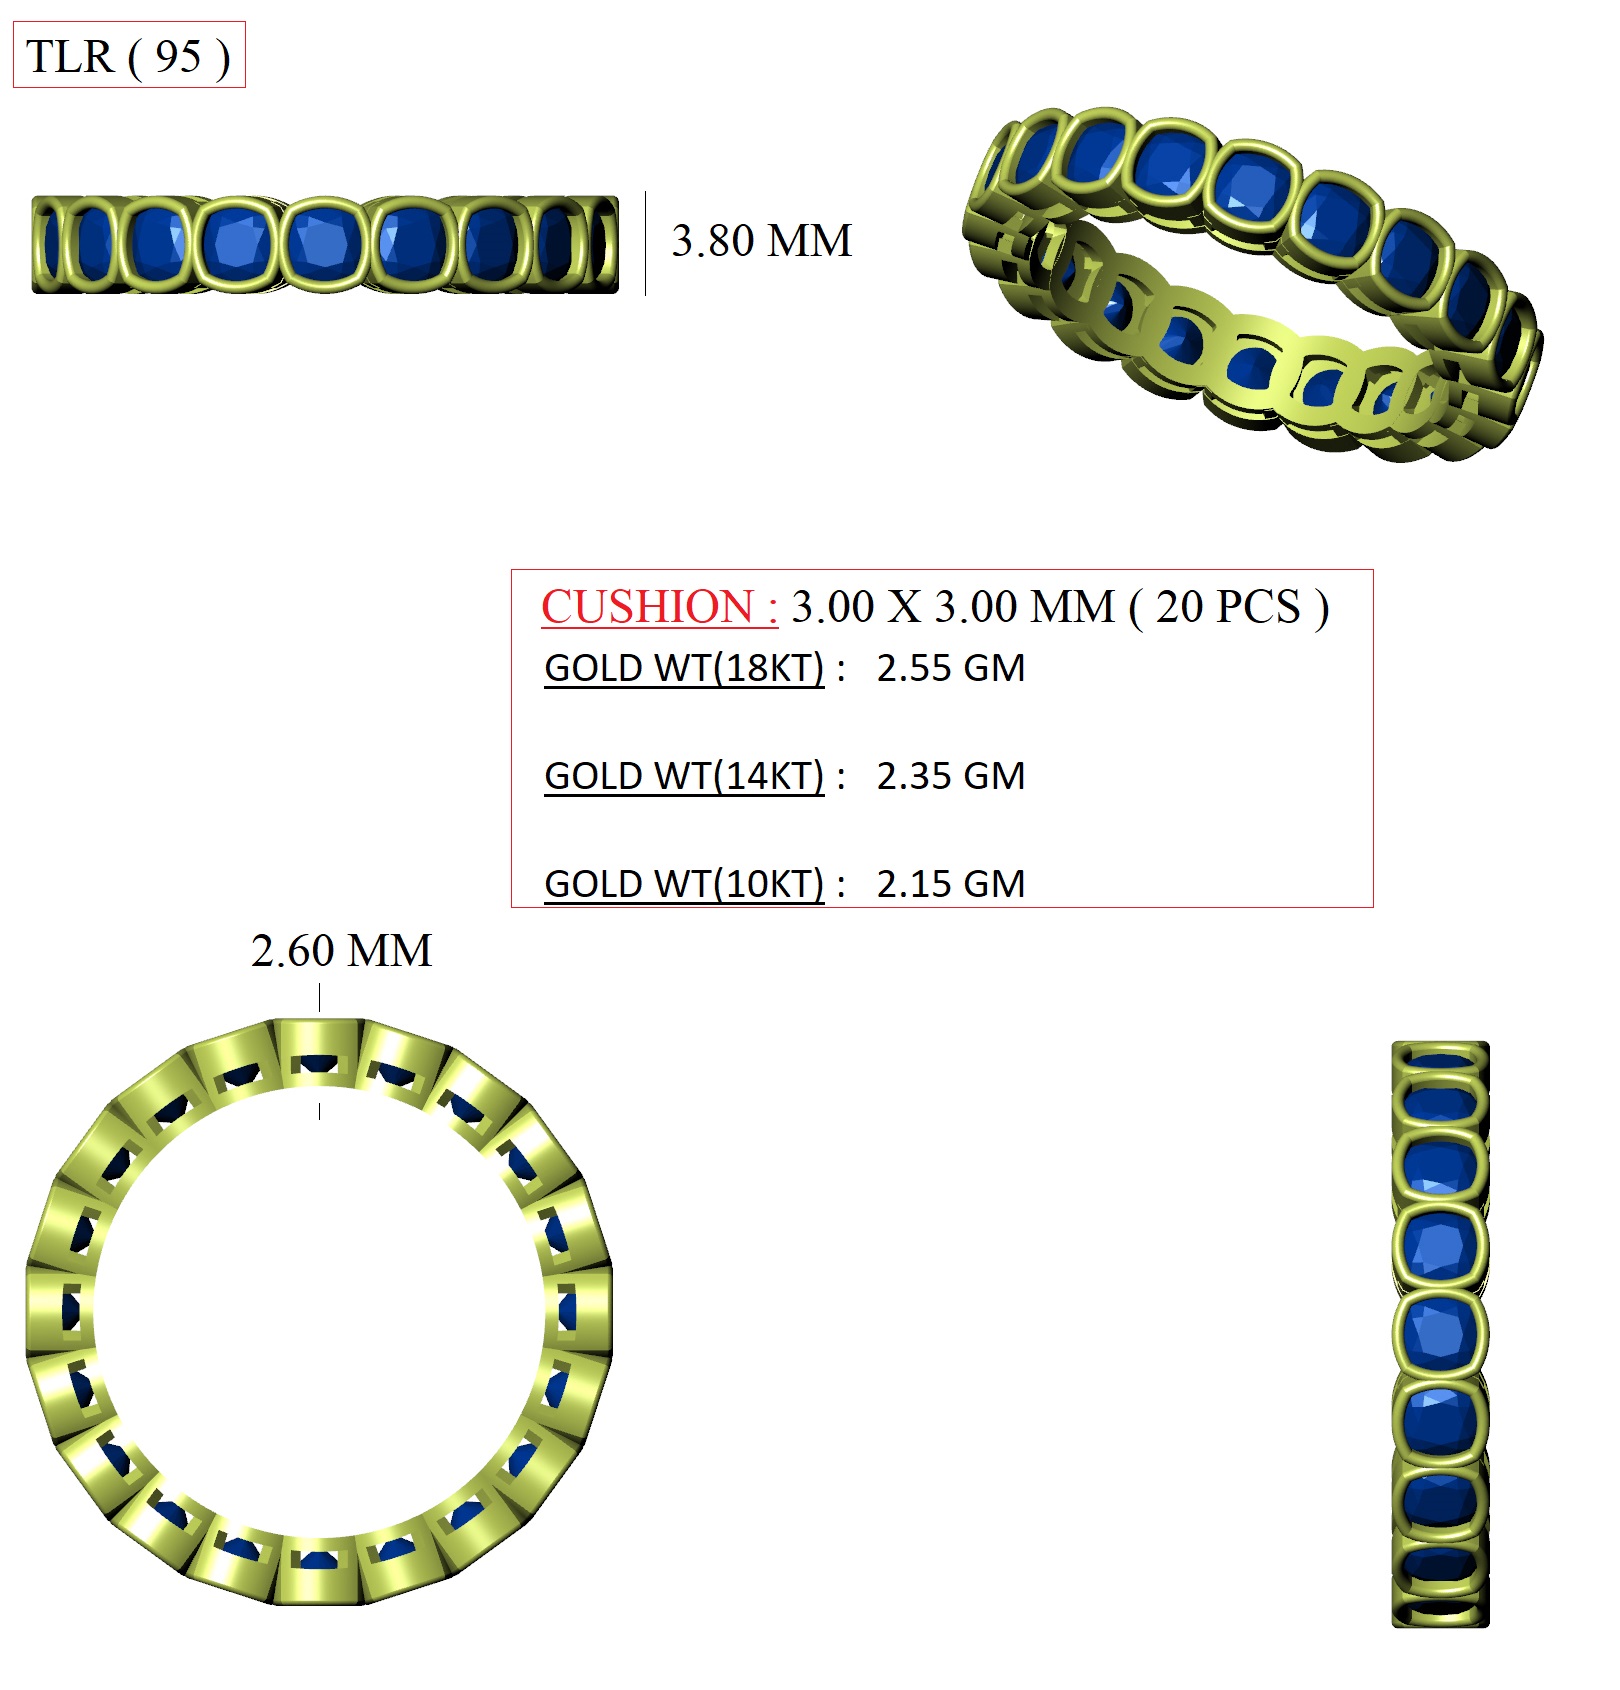 TLR ( 95 )
3.80 MM
CUSHION : 3.00 X 3.00 MM ( 20 PCS )
GOLD WT(18KT) : 2.55 GM
GOLD WT(14KT) : 2.35 GM
GOLD WT(10KT) : 2.15 GM
2.60 MM